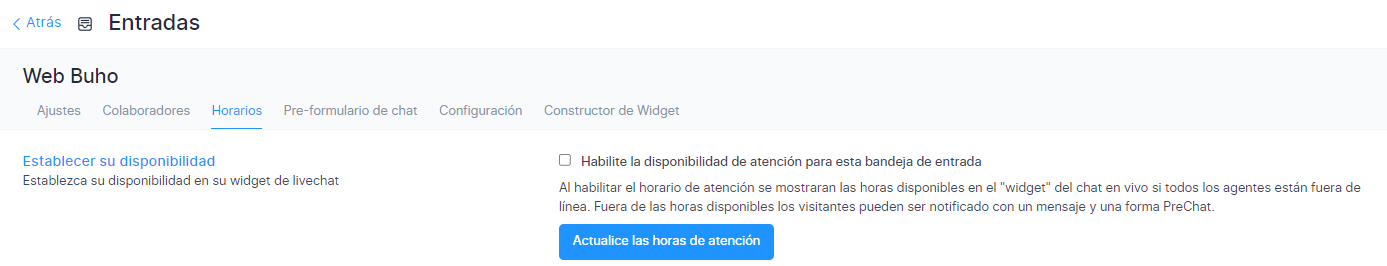 Atrás Entradas
Web Buho
Ajustes Colaboradores Horarios Pre-formulario de chat Configuración Constructor de Widget
Establecer su disponibilidad
Establezca su disponibilidad en su widget de livechat
Habilite la disponibilidad de atención para esta bandeja de entrada
Al habilitar el horario de atención se mostraran las horas disponibles en el "widget" del chat en vivo si todos los agentes están fuera de
línea. Fuera de las horas disponibles los visitantes pueden ser notificado con un mensaje y una forma PreChat.
Actualice las horas de atención